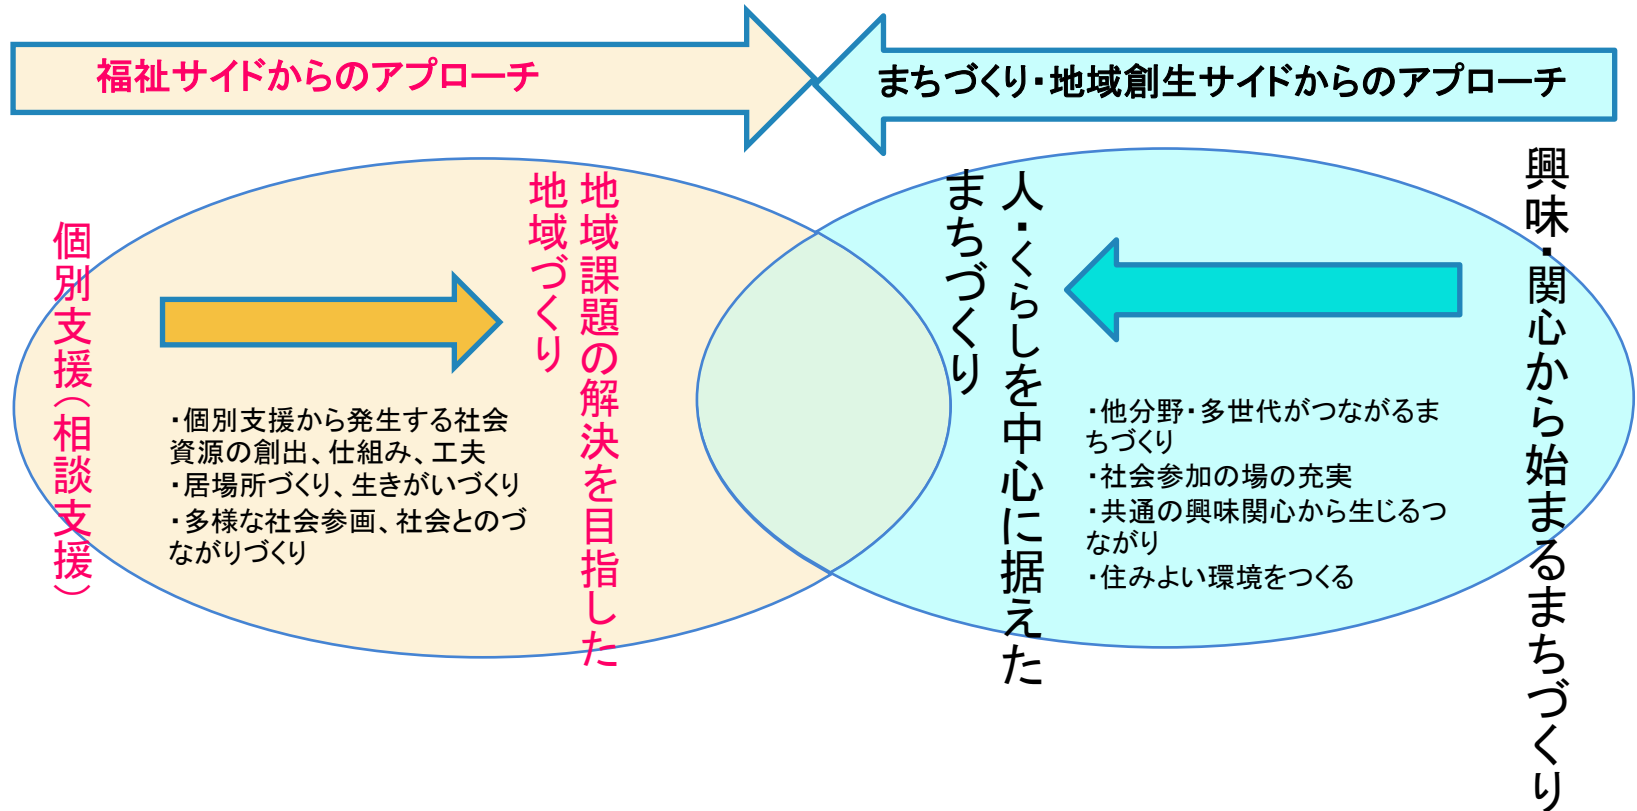 福祉サイドからのアプローチ
まちづくり・地域創生サイドからのアプローチ
個別支援（相談支援）
地域課題の解決を目指した
地域づくり
・個別支援から発生する社会
資源の創出、仕組み、工夫
・居場所づくり、生きがいづくり
・多様な社会参画、社会とのづ
ながりづくり
人・くらしを中心に据えた
まちづくり
・他分野・多世代がつながるま
ちづくり
・社会参加の場の充実
・共通の興味関心から生じるつ
ながり
・住みよい環境をつくる
興味・関心から始まるまちづくり